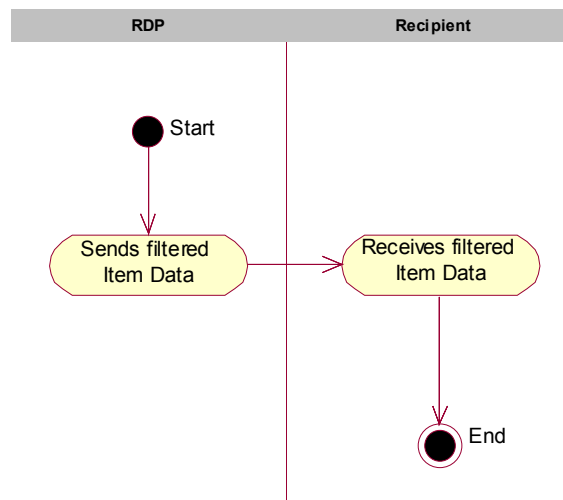 RDP
Recipient
Start
Sends filtered
Item Data
Receives filtered
Item Data
End